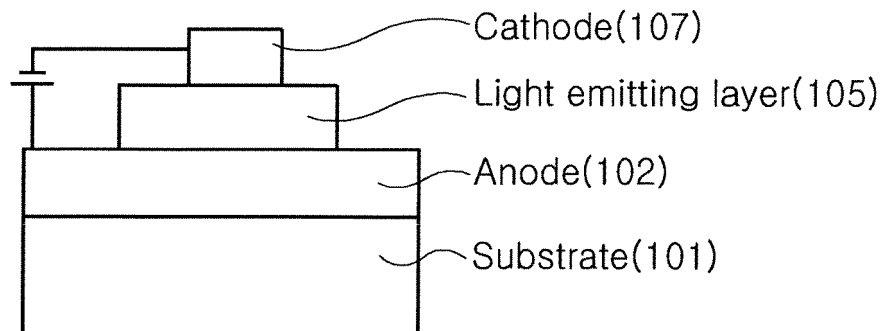 Cathode(107)
Light emitting layer(105)
Anode(102)
Substrate(101)